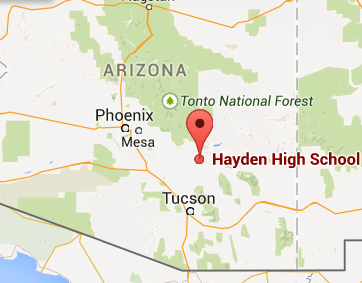 ARIZONA
Tonto National Forest
Phoenix
Mesa
Hayden High School
Tucson